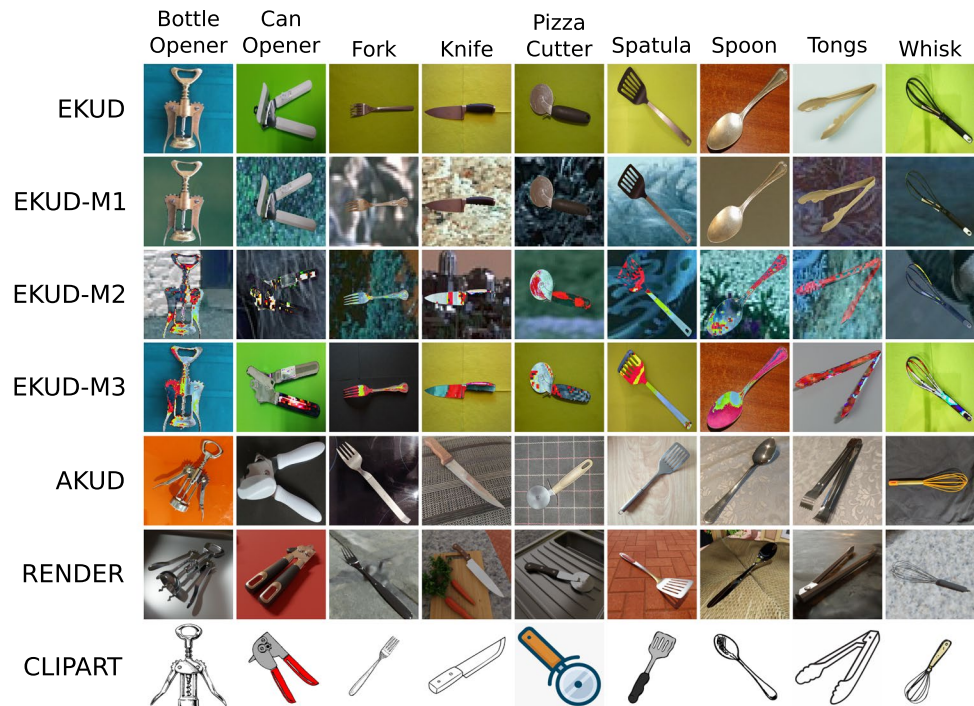 Bottle
Opener
Can
Opener
Fork
Knife
Pizza
Cutter
Spatula
Spoon
Tongs
Whisk
EKUD
EKUD-M1
EKUD-M2
EKUD-M3
AKUD
RENDER
CLIPART